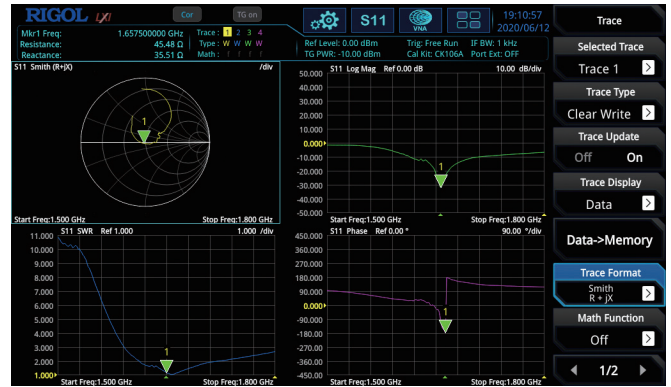 RIGOL LXI
Cor
TG on
S11
VNA
19:10:57
2020/06/12
Mkr1 Freq: 1.657500000 GHz
Resistance: 45.48 Ω
Reactance: 35.51 Ω
Trace : 1 2 3 4
Type : W W W W
Math : f f f f
Ref Level: 0.00 dBm
TG PWR: -10.00 dBm
Trig: Free Run
Cal Kit: CK106A
IF BW: 1 kHz
Port Ext: OFF
S11 Smith (R+jX) /div
1
Start Freq:1.500 GHz Stop Freq:1.800 GHz
S11 Log Mag Ref 0.00 dB 10.00 dB/div
50.000
40.000
30.000
20.000
10.000
0.000
-10.000
-20.000
-30.000
-40.000
-50.000
1
Start Freq:1.500 GHz Stop Freq:1.800 GHz
S11 SWR Ref 1.000 1.000 /div
11.000
10.000
9.000
8.000
7.000
6.000
5.000
4.000
3.000
2.000
1.000
1
Start Freq:1.500 GHz Stop Freq:1.800 GHz
S11 Phase Ref 0.00 ° 90.00 °/div
450.000
360.000
270.000
180.000
90.000
0.000
-90.000
-180.000
-270.000
-360.000
-450.000
1
Start Freq:1.500 GHz Stop Freq:1.800 GHz
Trace
Selected Trace
Trace 1
Trace Type
Clear Write
Trace Update
Off On
Trace Display
Data
Data->Memory
Trace Format
Smith
R + jX
Math Function
Off
1/2